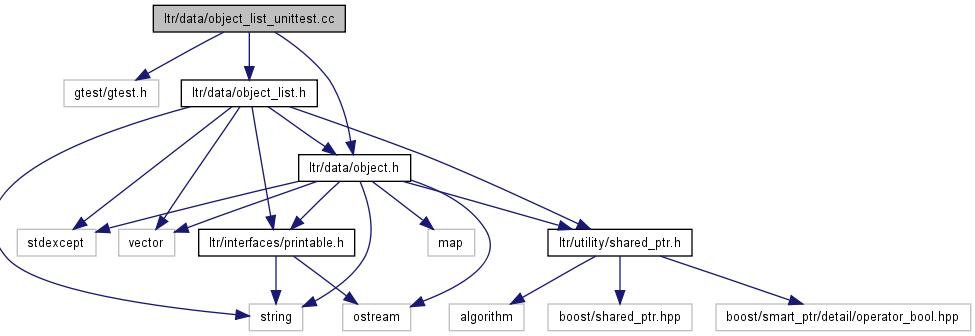 ltr/data/object_list_unittest.cc
gtest/gtest.h
ltr/data/object_list.h
ltr/data/object.h
stdexcept
vector
ltr/interfaces/printable.h
map
ltr/utility/shared_ptr.h
string
ostream
algorithm
boost/shared_ptr.hpp
boost/smart_ptr/detail/operator_bool.hpp